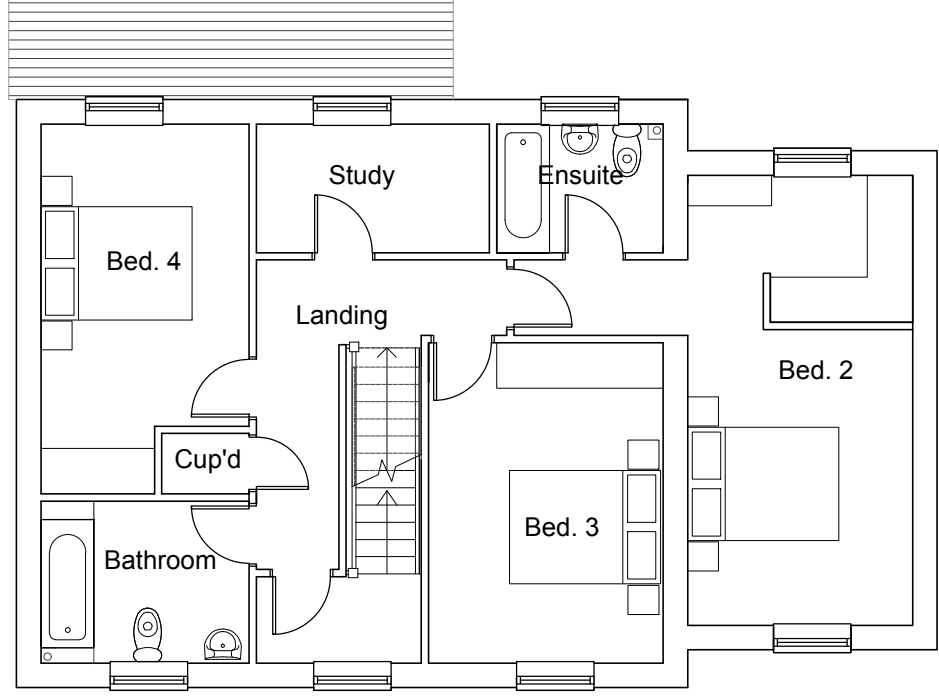 Study
Ensuite
Bed. 4
Landing
Bed. 2
Cup'd
Bed. 3
Bathroom